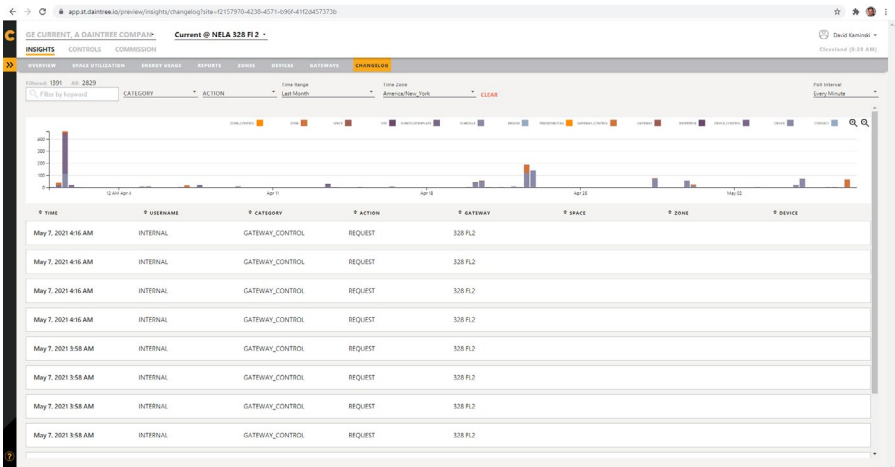 app.st.daintree.io/preview/insights/changelog?site=f2157970-4238-4571-b96f-41f2d457373b
GE CURRENT, A DAINTREE COMPAN
Current @ NELA 328 Fl 2
David Kaminski
INSIGHTS CONTROLS COMMISSION
Cleveland (9:28 AM)
OVERVIEW SPACE UTILIZATION ENERGY USAGE REPORTS ZONES DEVICES GATEWAYS CHANGELOG
Filtered: 1391 All: 2829
Time Range
Time Zone
Poll Interval
Filter by keyword CATEGORY ACTION Last Month America/New_York CLEAR Every Minute
ZONE_CONTROL ZONE SPACE SITE SCHEDULE GATEWAY_CONTROL GATEWAY DEVICE_CONTROL DEVICE CONTACT
400
300
200
100
0
12 AM Apr 4 Apr 11 Apr 18 Apr 25 May 02
TIME USERNAME CATEGORY ACTION GATEWAY SPACE ZONE DEVICE
May 7, 2021 4:16 AM INTERNAL GATEWAY_CONTROL REQUEST 328 FL2
May 7, 2021 4:16 AM INTERNAL GATEWAY_CONTROL REQUEST 328 FL2
May 7, 2021 4:16 AM INTERNAL GATEWAY_CONTROL REQUEST 328 FL2
May 7, 2021 4:16 AM INTERNAL GATEWAY_CONTROL REQUEST 328 FL2
May 7, 2021 3:58 AM INTERNAL GATEWAY_CONTROL REQUEST 328 FL2
May 7, 2021 3:58 AM INTERNAL GATEWAY_CONTROL REQUEST 328 FL2
May 7, 2021 3:58 AM INTERNAL GATEWAY_CONTROL REQUEST 328 FL2
May 7, 2021 3:58 AM INTERNAL GATEWAY_CONTROL REQUEST 328 FL2